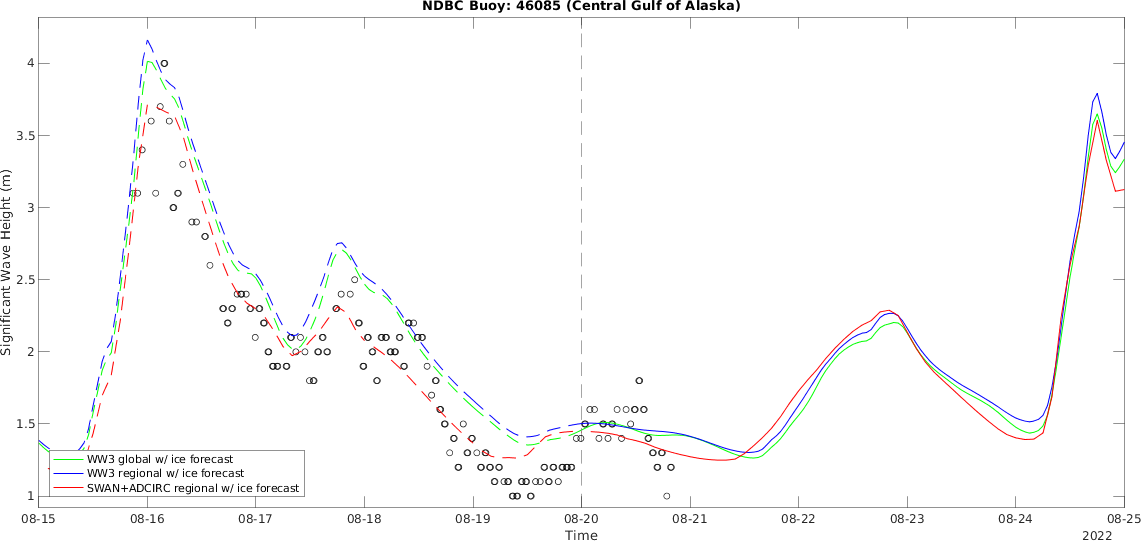 NDBC Buoy: 46085 (Central Gulf of Alaska)
Significant Wave Height (m)
4
3.5
3
2.5
2
1.5
1
WW3 global w/ ice forecast
WW3 regional w/ ice forecast
SWAN+ADCIRC regional w/ ice forecast
08-15 08-16 08-17 08-18 08-19 08-20 08-21 08-22 08-23 08-24 08-25
Time
2022